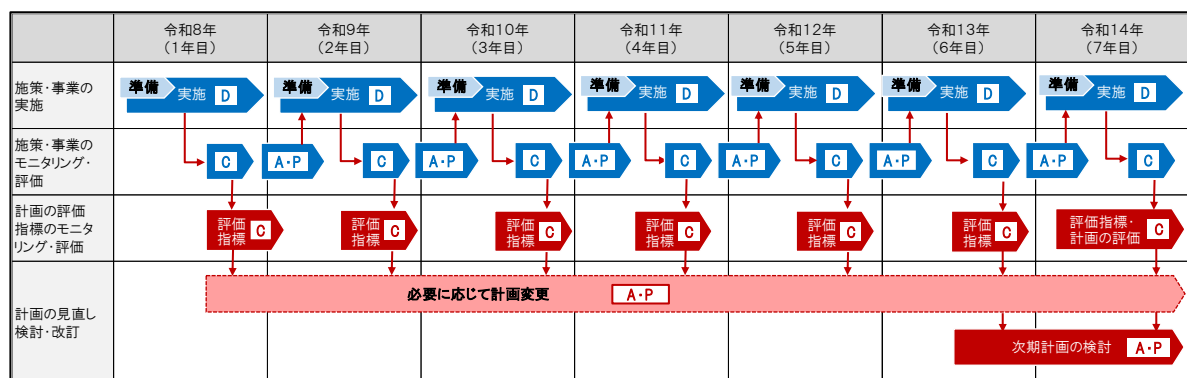 令和8年
(1年目)
令和9年
(2年目)
令和10年
(3年目)
令和11年
(4年目)
令和12年
(5年目)
令和13年
(6年目)
令和14年
(7年目)
施策・事業の
実施
準備 実施 D
準備 実施 D
準備 実施 D
準備 実施 D
準備 実施 D
準備 実施 D
準備 実施 D
施策・事業の
モニタリング・
評価
C
A・P
C
A・P
C
A・P
C
A・P
C
A・P
C
A・P
C
計画の評価
指標のモニタ
リング・評価
評価
指標 C
評価
指標 C
評価
指標 C
評価
指標 C
評価
指標 C
評価
指標 C
評価指標・
計画の評価 C
計画の見直し
検討・改訂
必要に応じて計画変更 A・P
次期計画の検討 A・P